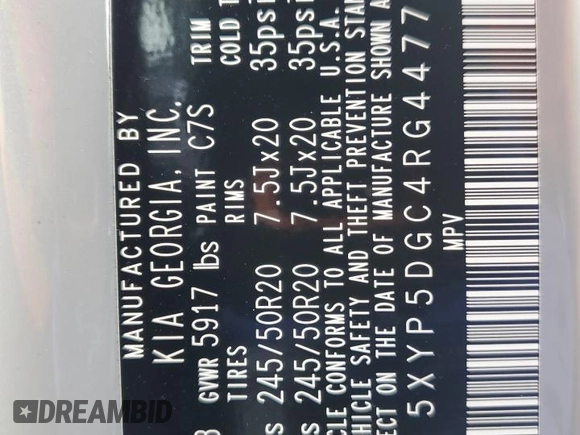 MANUFACTURED BY
KIA GEORGIA, INC.
GVWR 5917 lbs PAINT C7S TRIM
TIRES RIMS COLD
245/50R20 7.5Jx20 35psi
245/50R20 7.5Jx20 35psi
CONFORMS TO ALL APPLICABLE U.S.A.
SAFETY AND THEFT PREVENTION
ON THE DATE OF MANUFACTURE SHOWN
5XYP5DGC4RG4477
MPV
DREAMBID